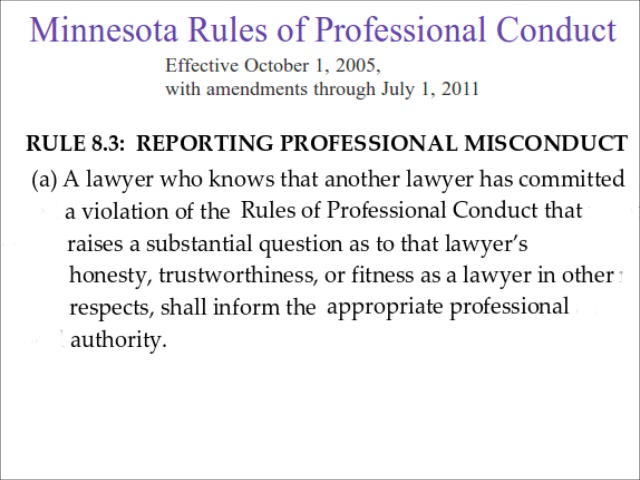 Minnesota Rules of Professional Conduct
Effective October 1, 2005,
with amendments through July 1, 2011
RULE 8.3: REPORTING PROFESSIONAL MISCONDUCT
(a) A lawyer who knows that another lawyer has committed
a violation of the Rules of Professional Conduct that
raises a substantial question as to that lawyer's
honesty, trustworthiness, or fitness as a lawyer in other
respects, shall inform the appropriate professional
authority.